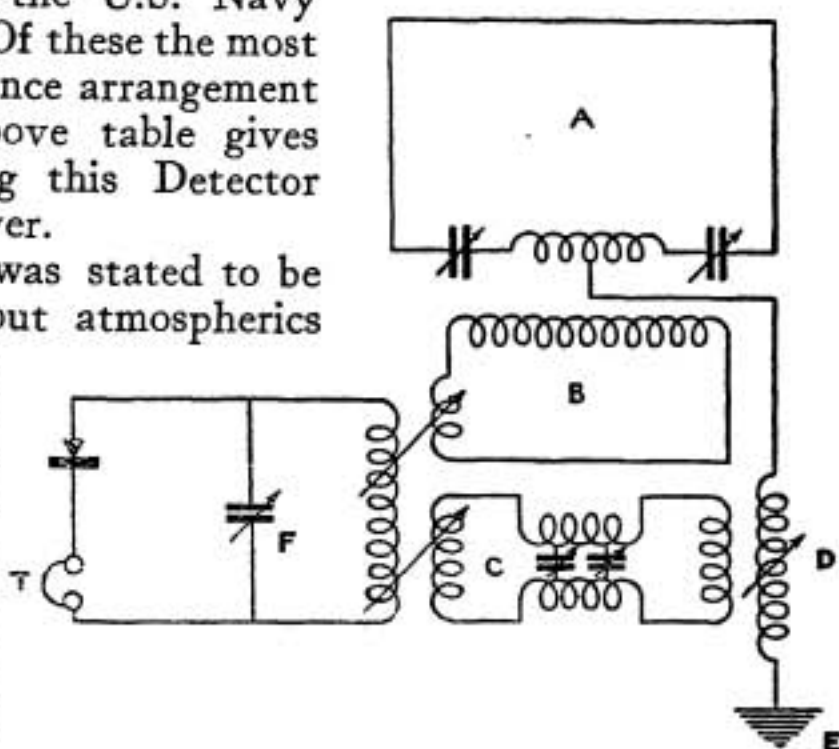 the U.S. Navy
Of these the most
nce arrangement
ove table gives
g this Detector
ver.
was stated to be
out atmospherics
A
B
F
C
D
T
E